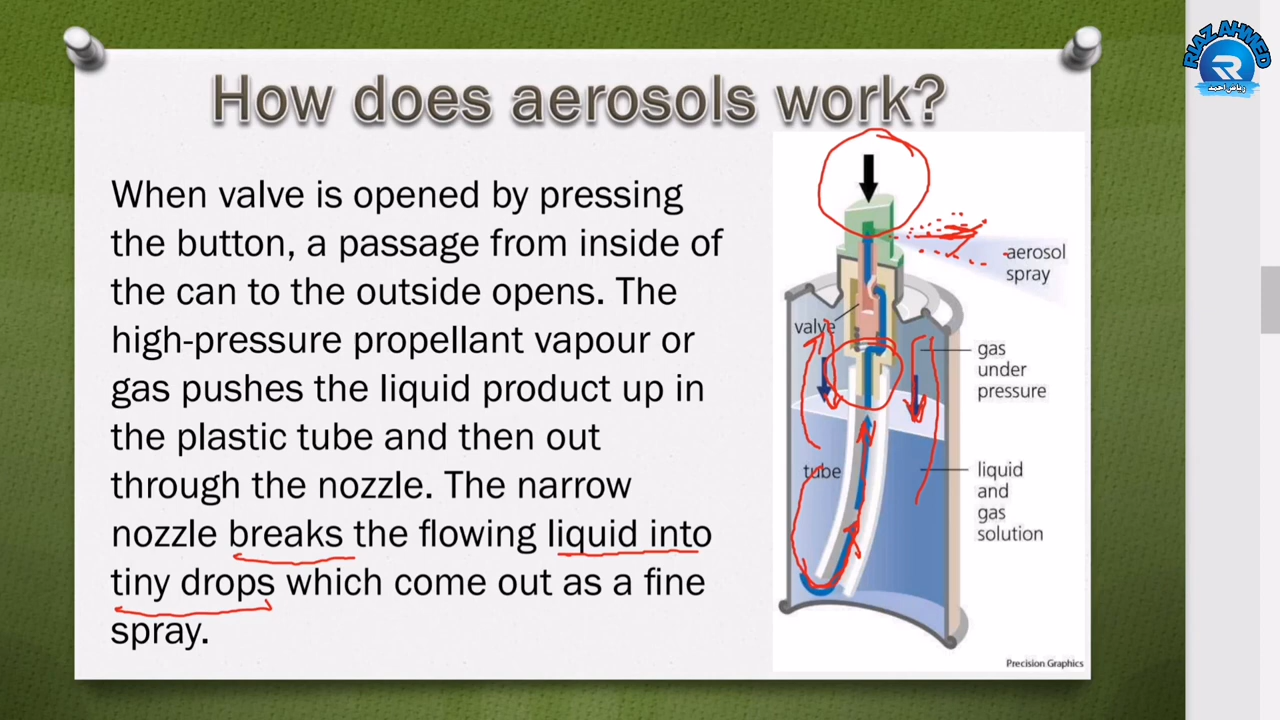 RIAZ AHMED
R
رياض احمد
How does aerosols work?
When valve is opened by pressing
the button, a passage from inside of
the can to the outside opens. The
high-pressure propellant vapour or
gas pushes the liquid product up in
the plastic tube and then out
through the nozzle. The narrow
nozzle breaks the flowing liquid into
tiny drops which come out as a fine
spray.
aerosol
spray
valve
gas
under
pressure
tube
liquid
and
gas
solution
Precision Graphics